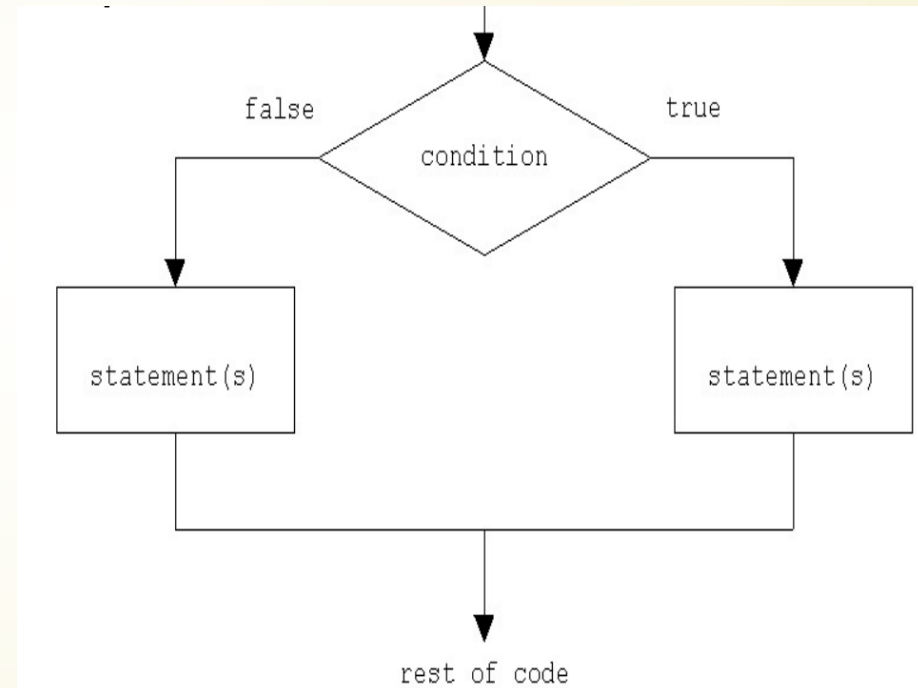 false
true
condition
statement(s)
statement(s)
rest of code